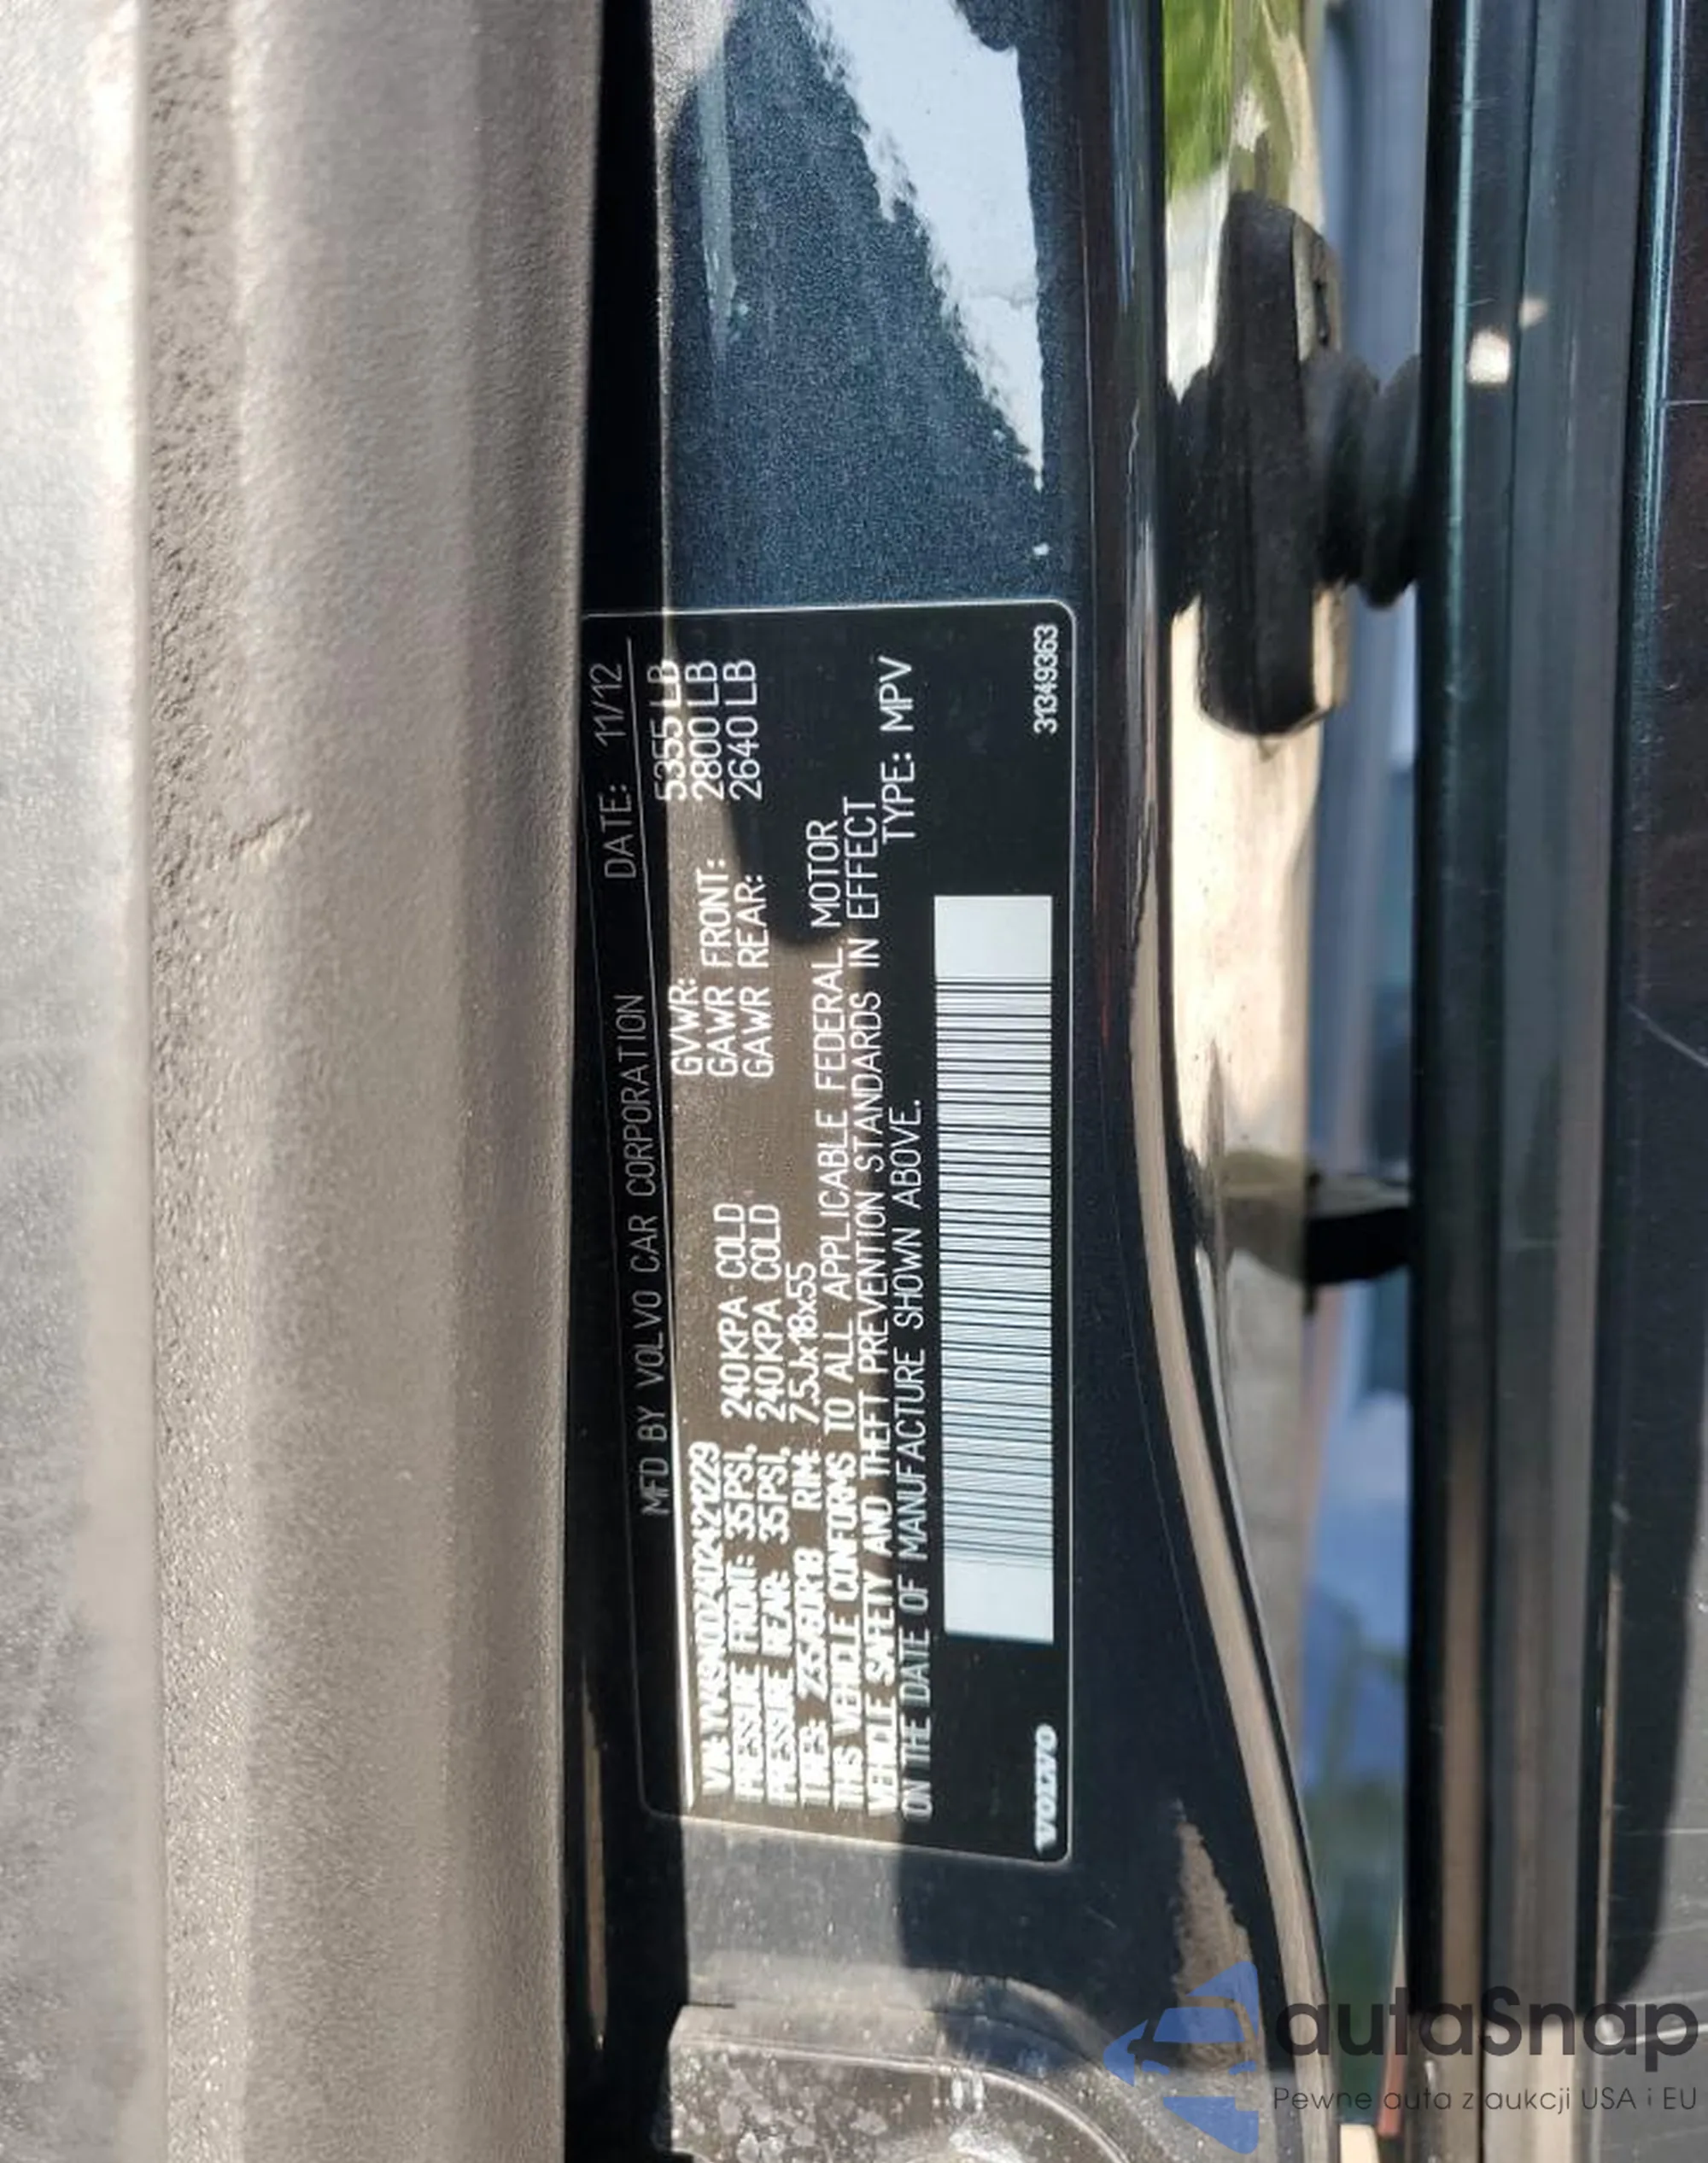 MFD BY VOLVO CAR CORPORATION DATE: 11/12
GVWR: 5355 LB
PRESSURE FRONT: 35PSI, 240KPA COLD GAWR FRONT: 2800 LB
PRESSURE REAR: 35PSI, 240KPA COLD GAWR REAR: 2640 LB
TIRES: 235/60R18 RIM: 7.5Jx18x55
THIS VEHICLE CONFORMS TO ALL APPLICABLE FEDERAL MOTOR
VEHICLE SAFETY AND THEFT PREVENTION STANDARDS IN EFFECT
ON THE DATE OF MANUFACTURE SHOWN ABOVE. TYPE: MPV
VOLVO 31349363
autaSnap
Pewne auta z aukcji USA i EU